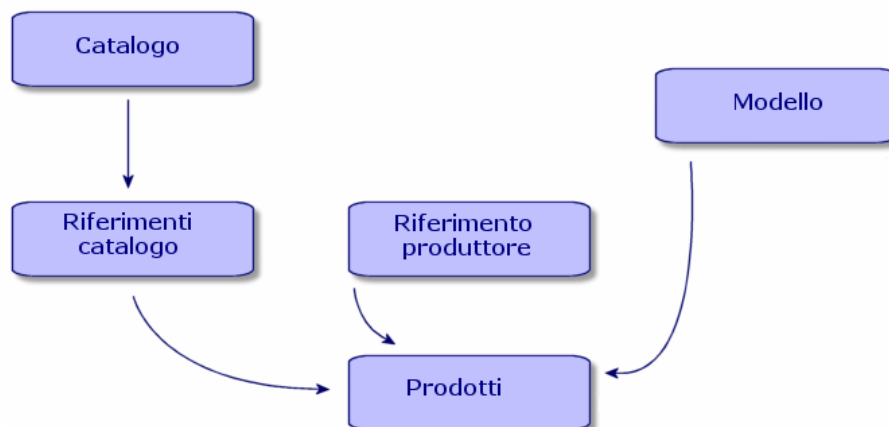 Catalogo
Modello
Riferimenti
catalogo
Riferimento
produttore
Prodotti